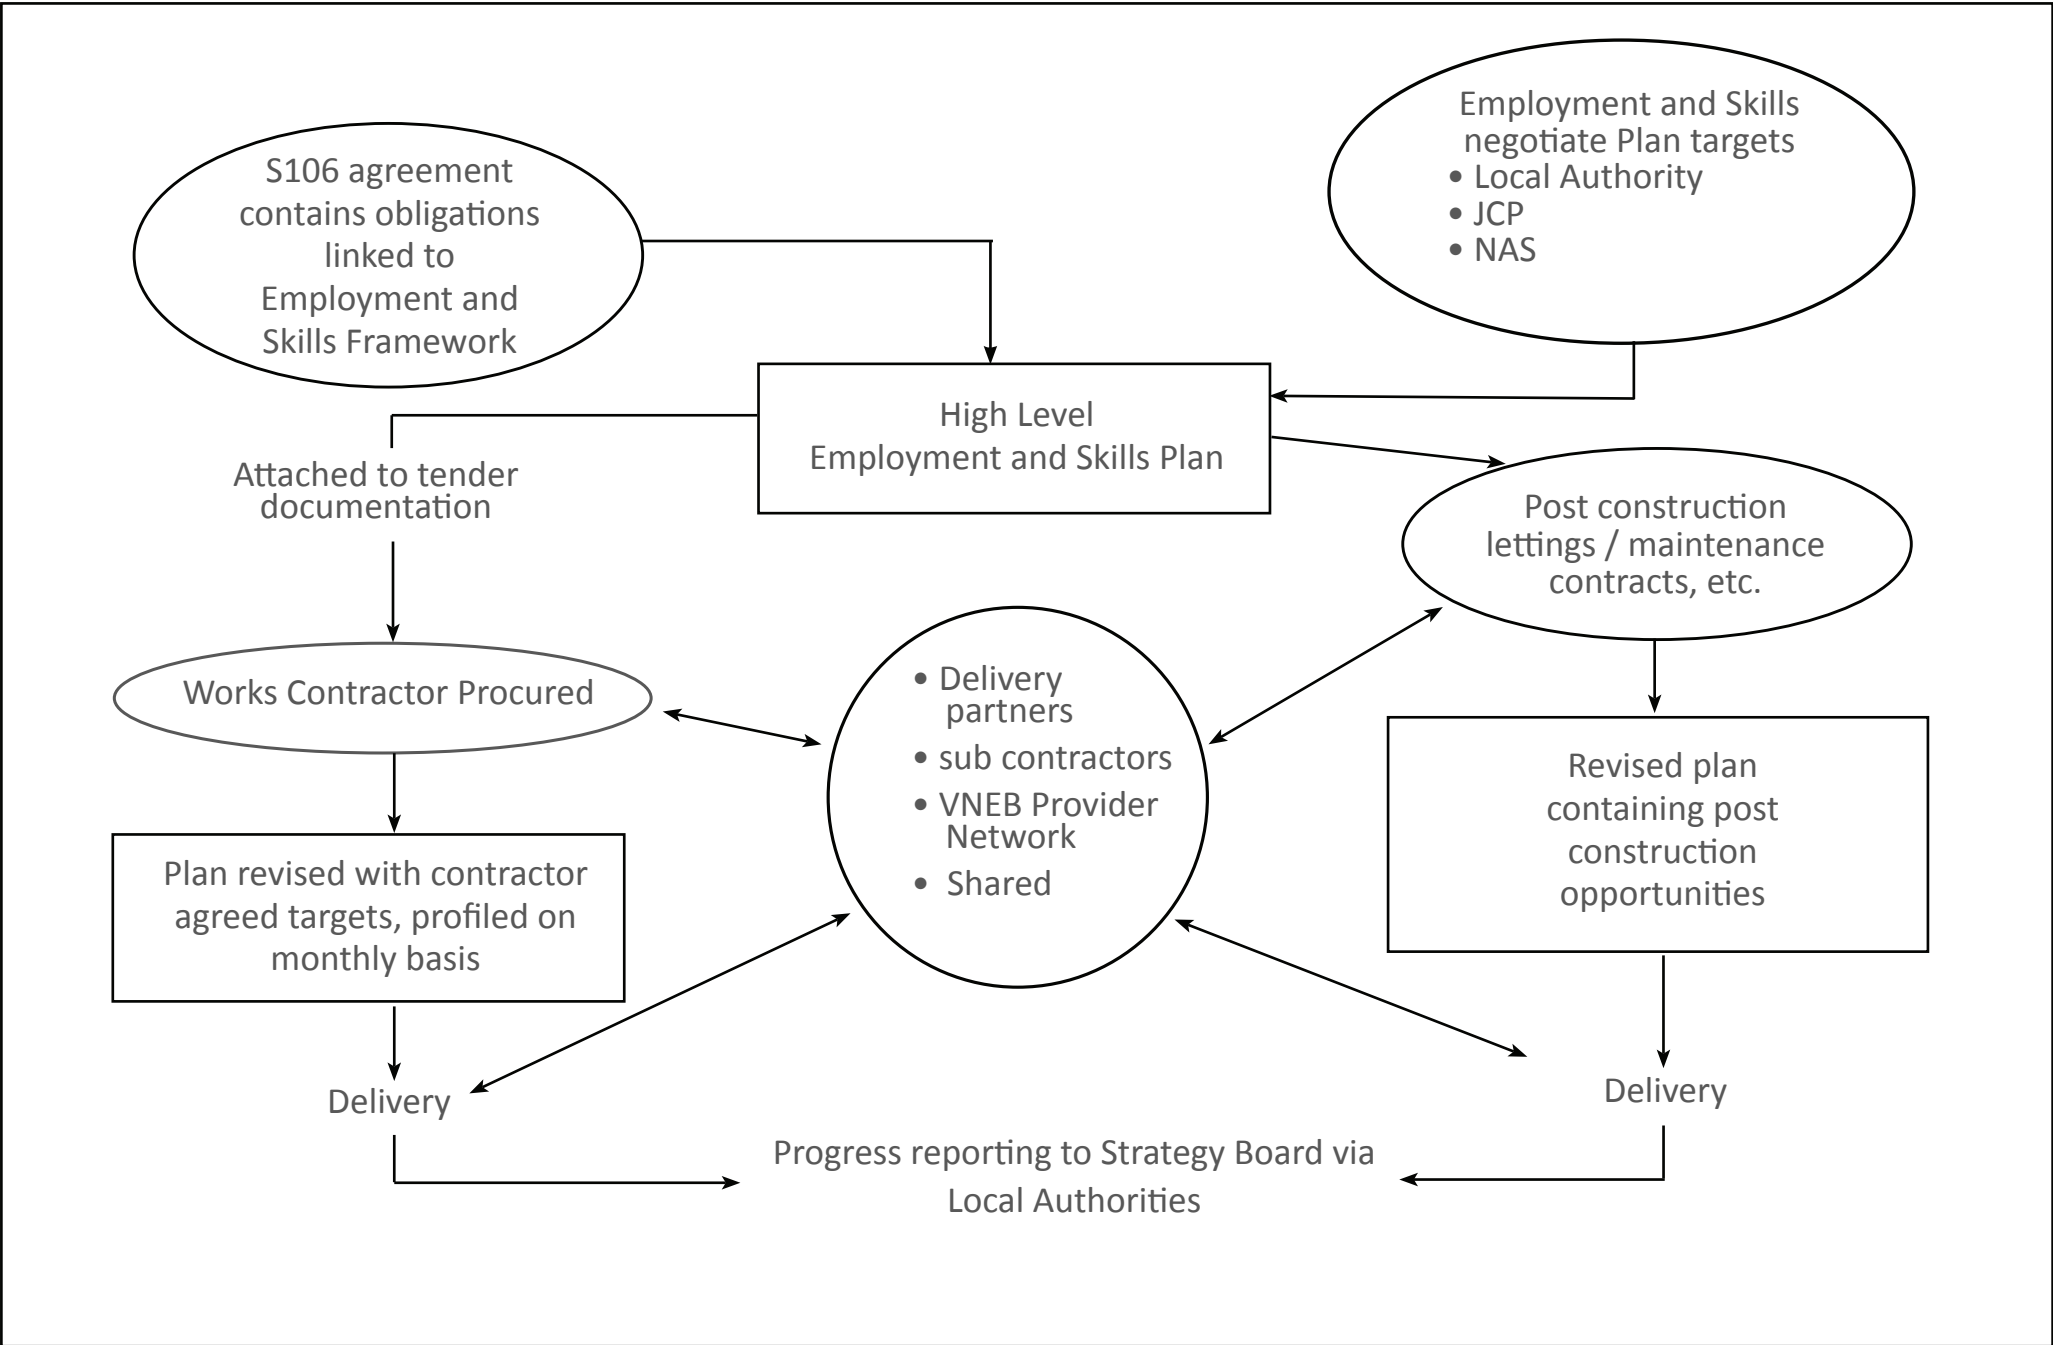 S106 agreement
contains obligations
linked to
Employment and
Skills Framework
Employment and Skills
negotiate Plan targets
• Local Authority
• JCP
• NAS
High Level
Employment and Skills Plan
Attached to tender
documentation
Post construction
lettings / maintenance
contracts, etc.
Works Contractor Procured
• Delivery
partners
• sub contractors
• VNEB Provider
Network
• Shared
Revised plan
containing post
construction
opportunities
Plan revised with contractor
agreed targets, profiled on
monthly basis
Delivery
Delivery
Progress reporting to Strategy Board via
Local Authorities